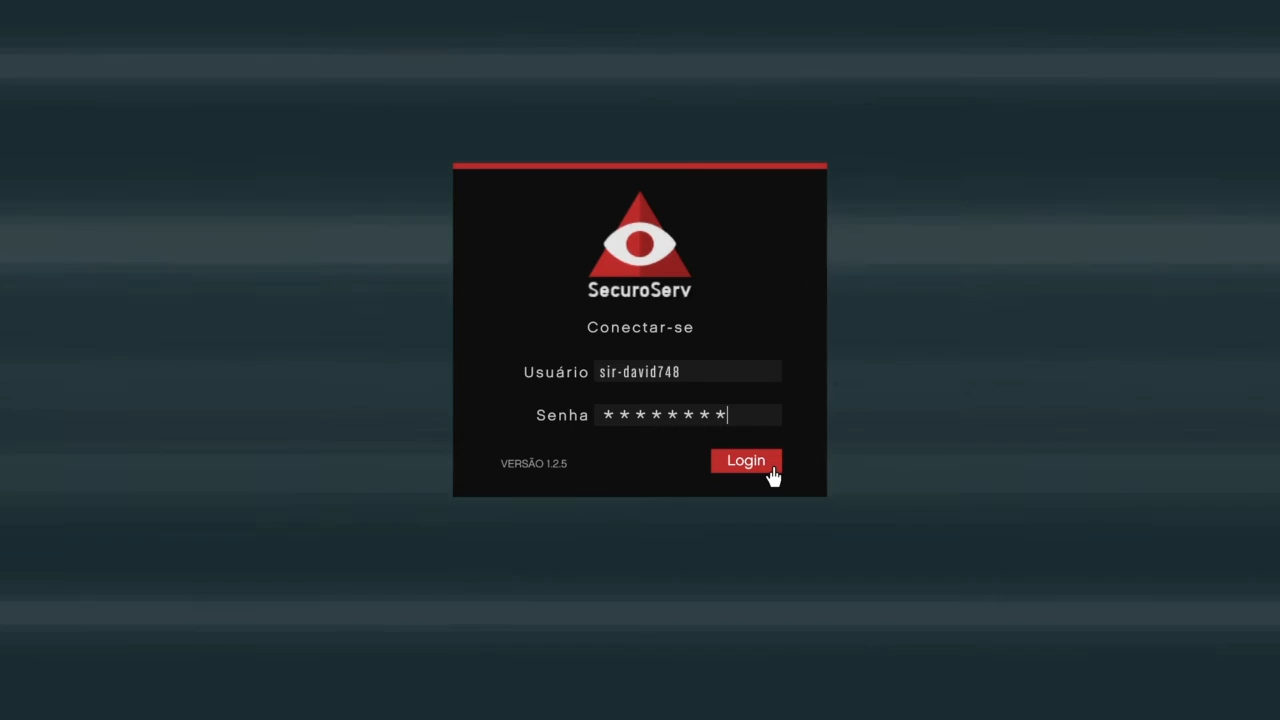 SecuroServ
Conectar-se
Usuário sir-david748
Senha ********
VERSÃO 1.2.5 Login